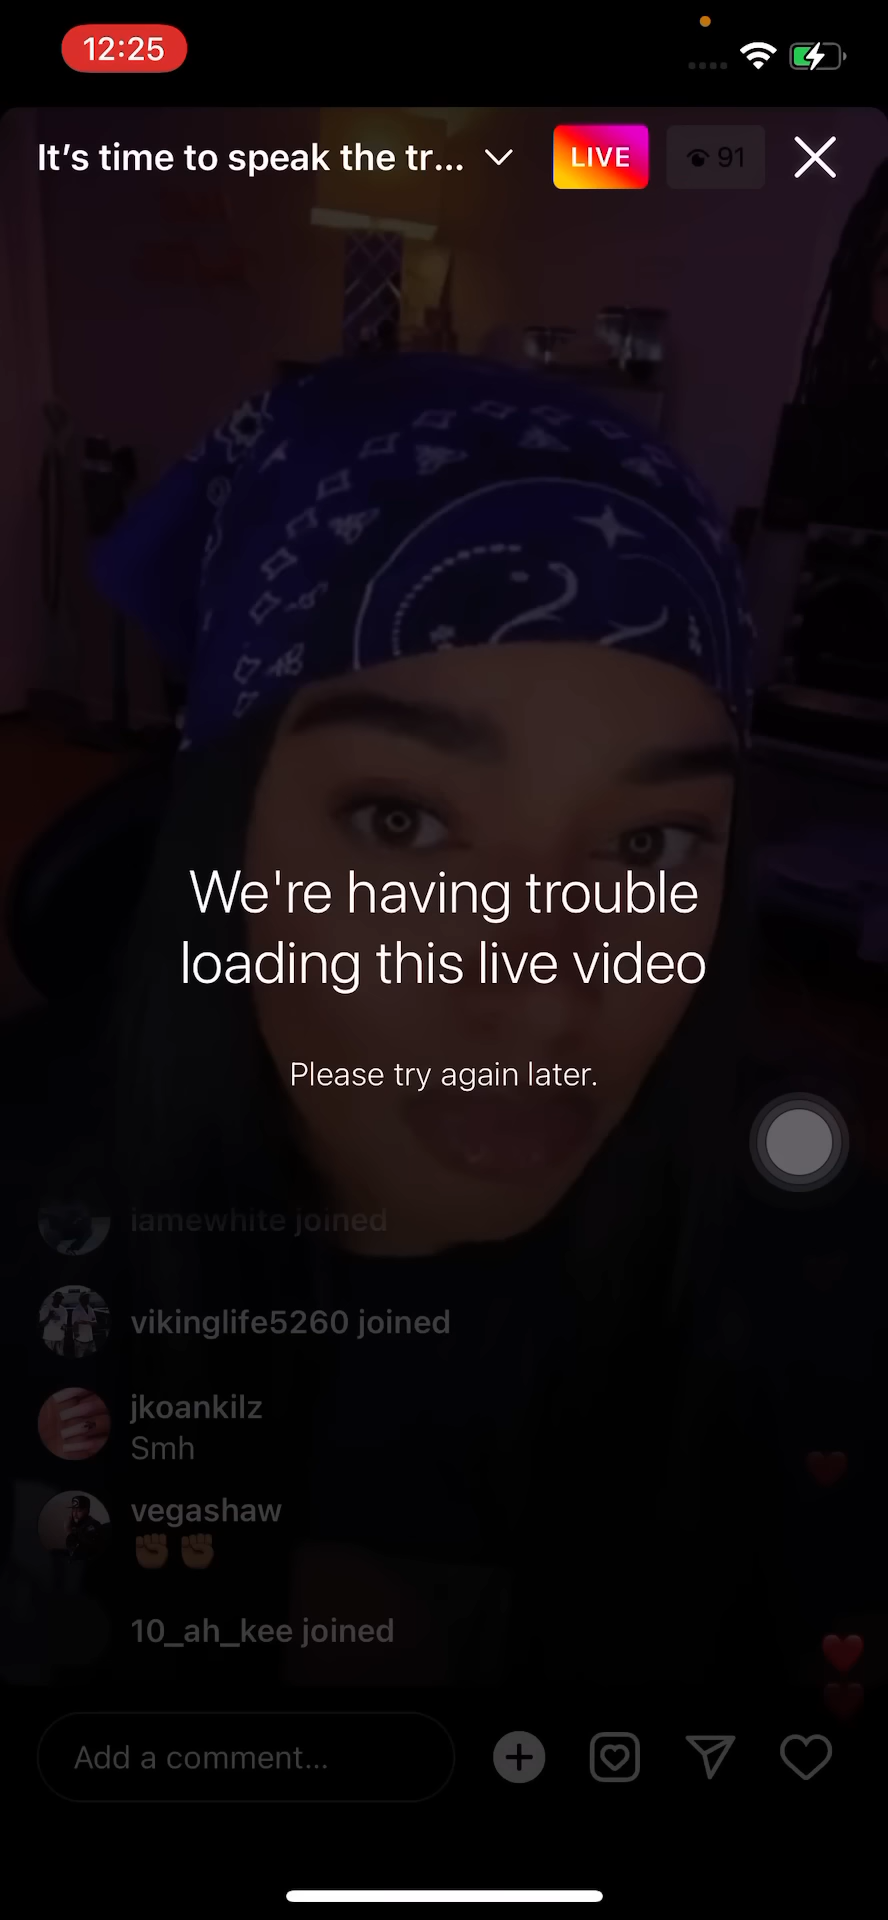 12:25
It’s time to speak the tr...
LIVE
91
We're having trouble
loading this live video
Please try again later.
iamewhite joined
vikinglife5260 joined
jkoankilz
Smh
vegashaw
✊🏾 ✊🏾
10_ah_kee joined
Add a comment...